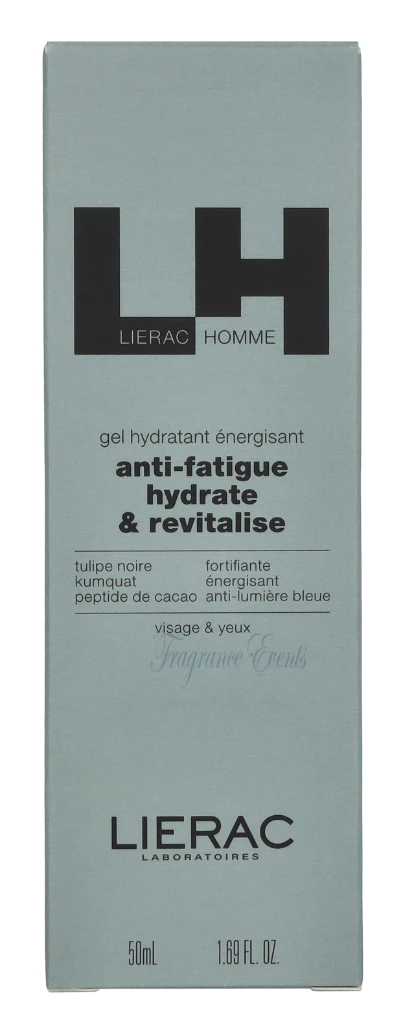 LH
LIERAC HOMME
gel hydratant énergisant
anti-fatigue
hydrate
& revitalise
tulipe noire fortifiante
kumquat énergisant
peptide de cacao anti-lumière bleue
visage & yeux
Fragrance Events
LIERAC
LABORATOIRES
50mL 1.69 FL. OZ.